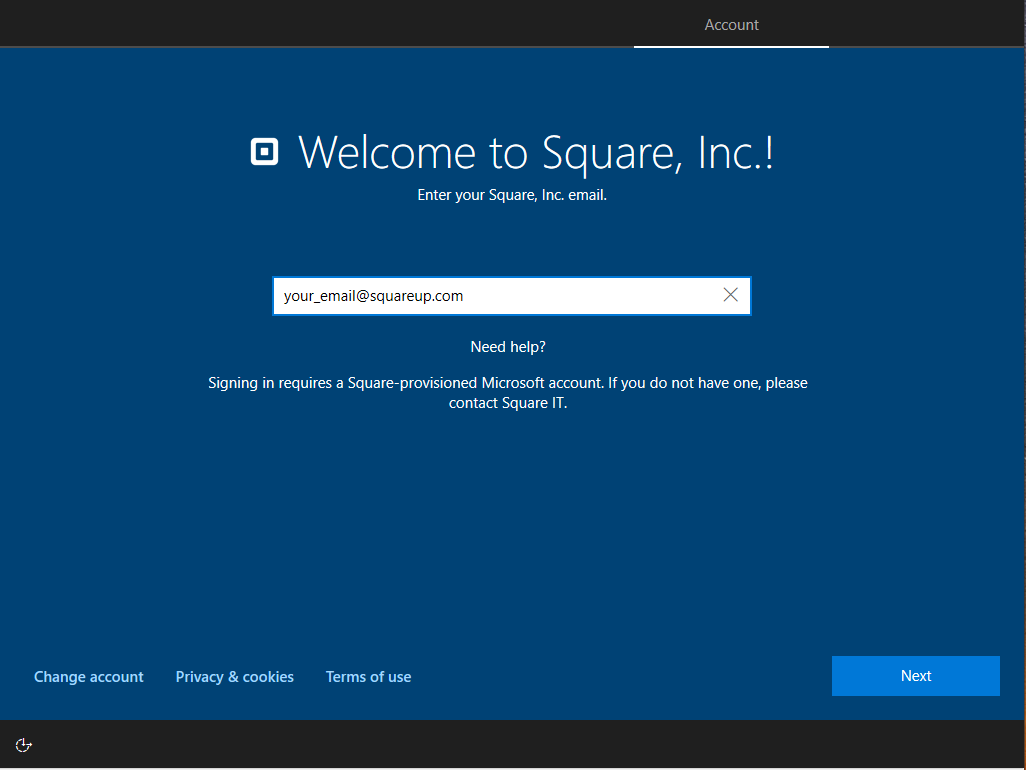 Account
Welcome to Square, Inc.!
Enter your Square, Inc. email.
your_email@squareup.com
Need help?
Signing in requires a Square-provisioned Microsoft account. If you do not have one, please
contact Square IT.
Change account
Privacy & cookies
Terms of use
Next